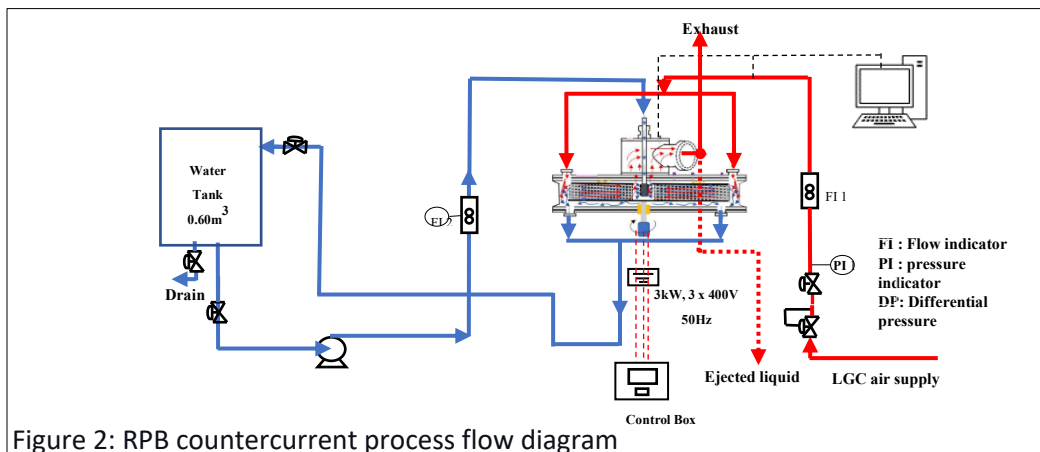 Exhaust
Water
Tank
0.60m³
Drain
FI 2
FI 1
PI
FI : Flow indicator
PI : pressure
indicator
DP: Differential
pressure
3kW, 3 x 400V
50Hz
Ejected liquid
LGC air supply
Control Box
Figure 2: RPB countercurrent process flow diagram